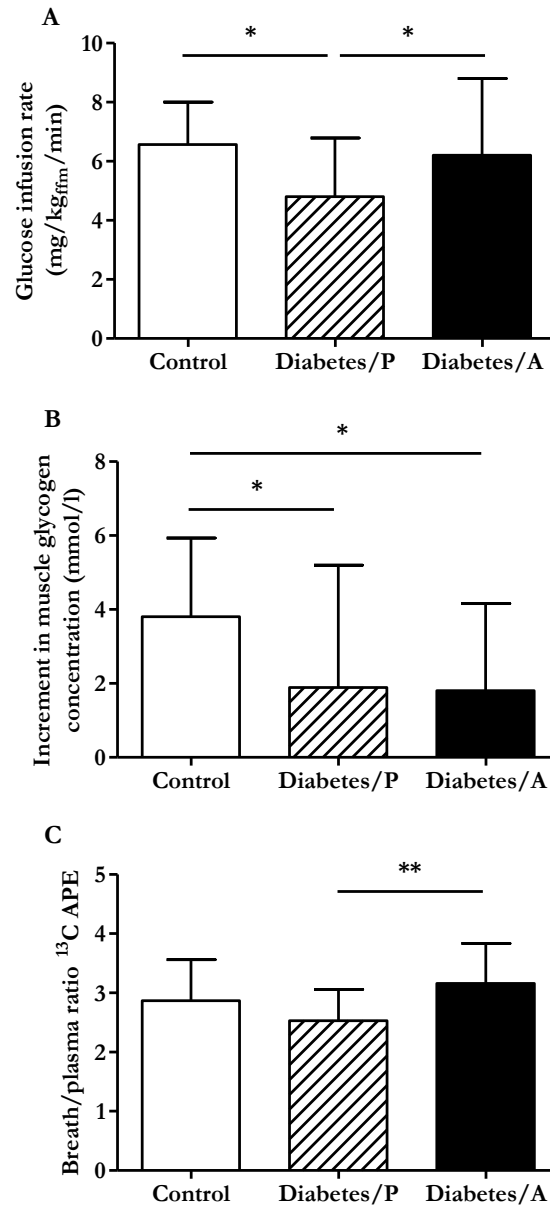 A
Glucose infusion rate
(mg/kgffm/min)
10
8
6
4
2
0
*
*
Control
Diabetes/P
Diabetes/A
B
Increment in muscle glycogen
concentration (mmol/l)
8
6
4
2
0
*
*
Control
Diabetes/P
Diabetes/A
C
Breath/plasma ratio ¹³C APE
5
4
3
2
1
0
**
Control
Diabetes/P
Diabetes/A